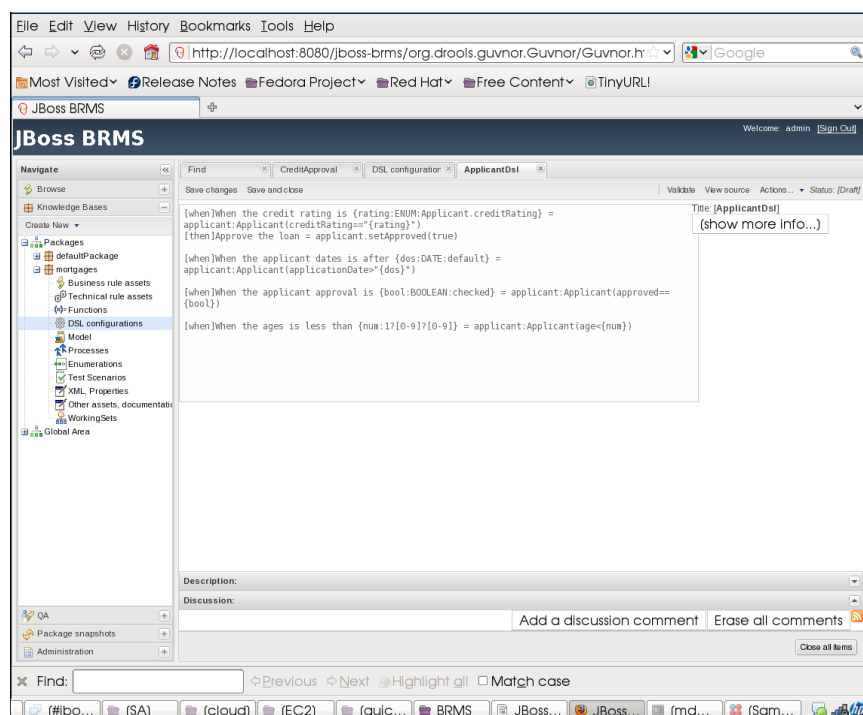 File Edit View History Bookmarks Tools Help
http://localhost:8080/jboss-brms/org.drools.guvnor.Guvnor/Guvnor.h
Google
Most Visited Release Notes Fedora Project Red Hat Free Content TinyURL!
JBoss BRMS
JBoss BRMS
Welcome: admin [Sign Out]
Navigate
Browse
Knowledge Bases
Create New
Packages
defaultPackage
mortgages
Business rule assets
Technical rule assets
Functions
DSL configurations
Model
Processes
Enumerations
Test Scenarios
XML, Properties
Other assets, documentatic
WorkingSets
Global Area
QA
Package snapshots
Administration
Find CreditApproval DSL configuration ApplicantDsl
Save changes Save and close Validate View source Actions... Status: [Draft]
[when]When the credit rating is {rating:ENUM:Applicant.creditRating} =
applicant:Applicant(creditRating=="{rating}")
[then]Approve the loan = applicant.setApproved(true)
[when]When the applicant dates is after {dos:DATE:default} =
applicant:Applicant(applicationDate>"{dos}")
[when]When the applicant approval is {bool:BOOLEAN:checked} = applicant:Applicant(approved==
{bool})
[when]When the ages is less than {num:1?[0-9]?[0-9]} = applicant:Applicant(age<{num})
Title: [ApplicantDsl]
(show more info...)
Description:
Discussion:
Add a discussion comment Erase all comments
Close all items
Find: Previous Next Highlight all Match case
(#jbo... (SA) (cloud) (EC2) (quic... BRMS JBoss... JBoss... (md... (Sam...